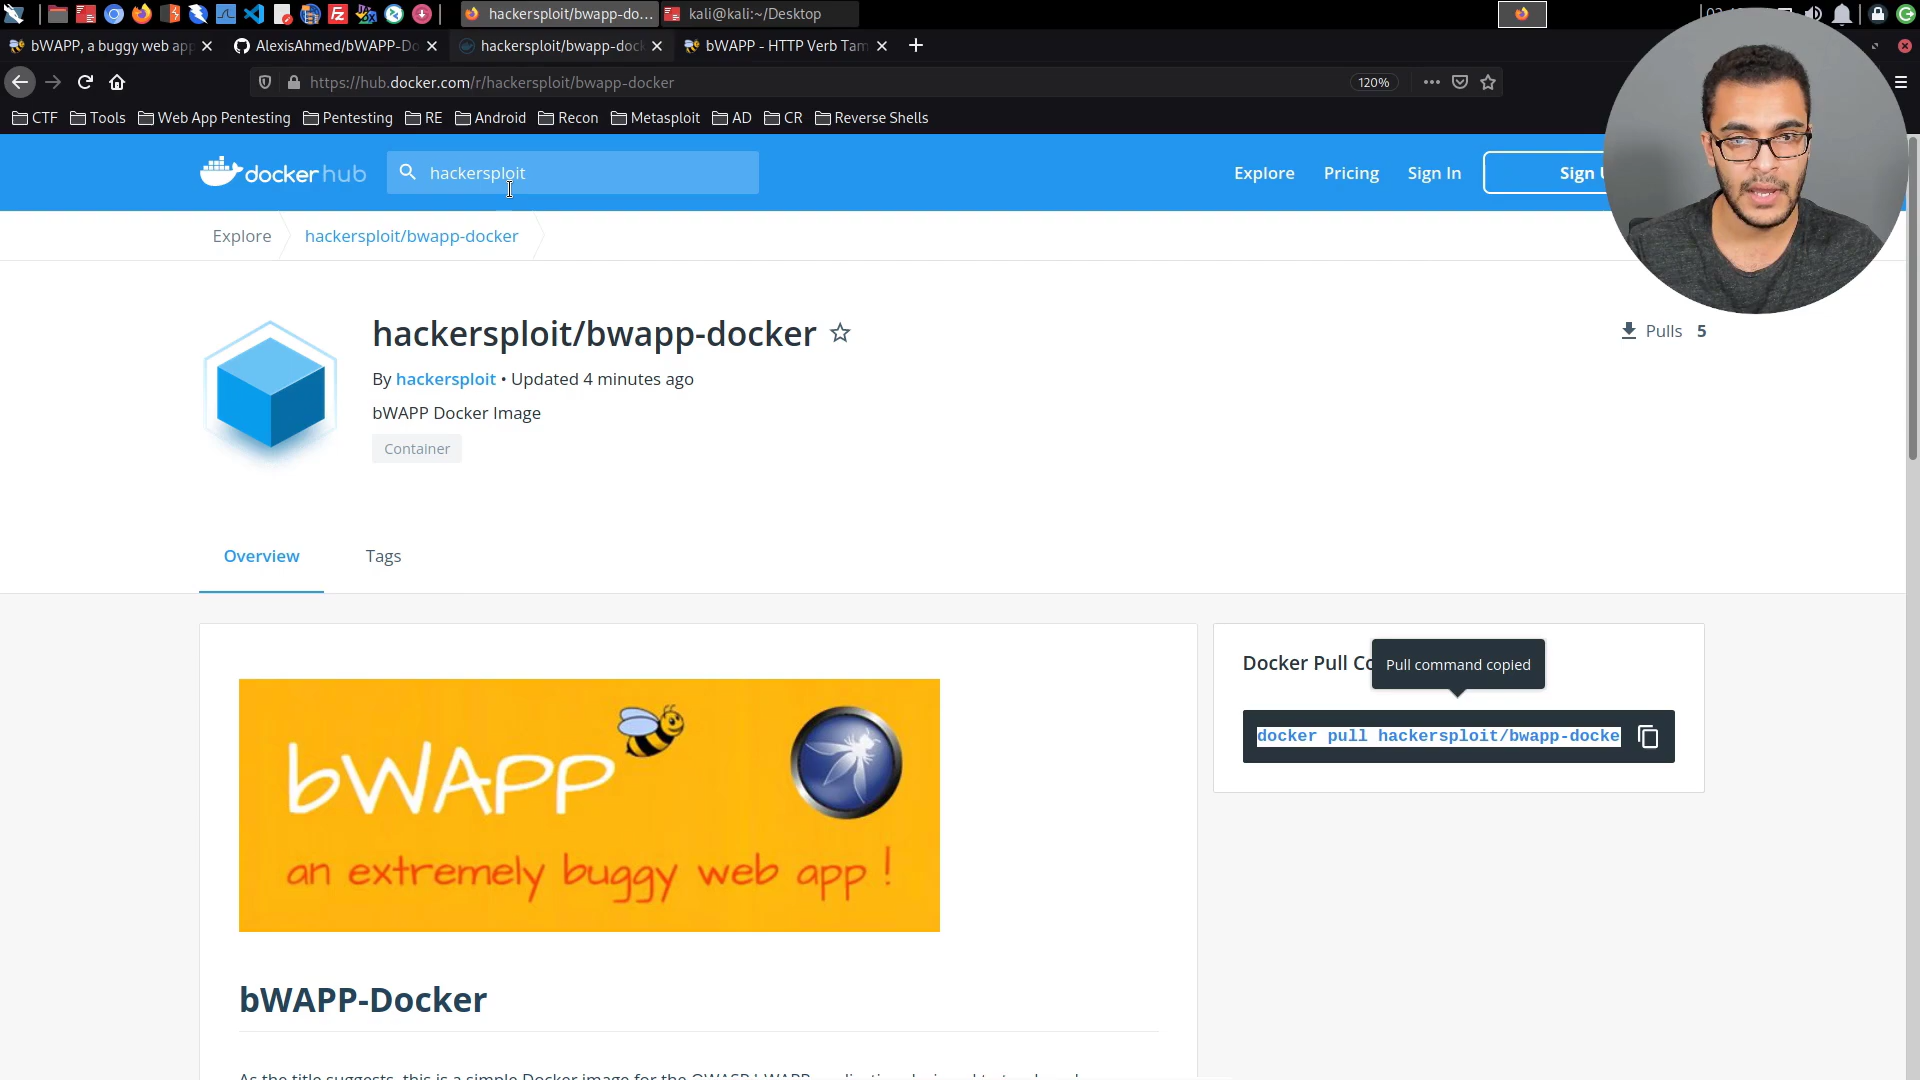 hackersploit/bwapp-do...
kali@kali:~/Desktop
bWAPP, a buggy web app
AlexisAhmed/bWAPP-Do
hackersploit/bwapp-dock
bWAPP - HTTP Verb Tam
https://hub.docker.com/r/hackersploit/bwapp-docker
120%
CTF
Tools
Web App Pentesting
Pentesting
RE
Android
Recon
Metasploit
AD
CR
Reverse Shells
dockerhub
hackersploit
Explore
Pricing
Sign In
Sign
Explore
hackersploit/bwapp-docker
hackersploit/bwapp-docker
Pulls 5
By hackersploit • Updated 4 minutes ago
bWAPP Docker Image
Container
Overview
Tags
Docker Pull Co
Pull command copied
docker pull hackersploit/bwapp-docke
bWAPP
an extremely buggy web app !
bWAPP-Docker